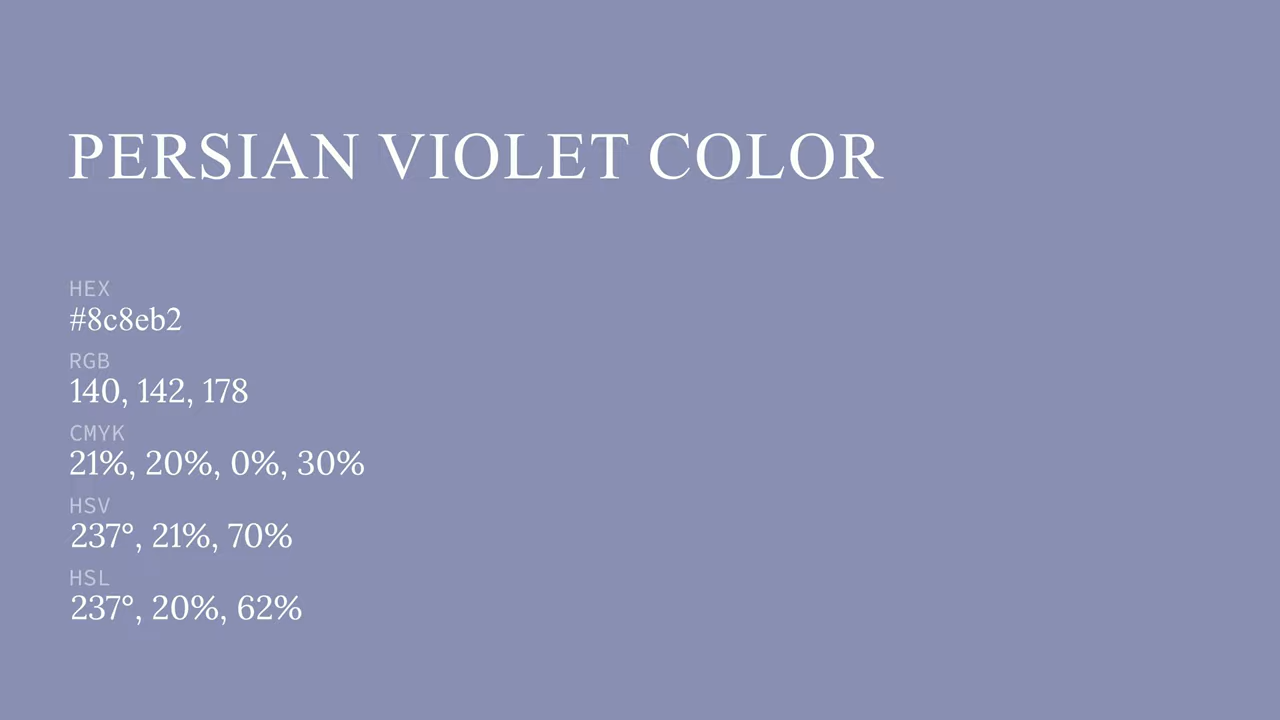 PERSIAN VIOLET COLOR
HEX
#8c8eb2
RGB
140, 142, 178
CMYK
21%, 20%, 0%, 30%
HSV
237°, 21%, 70%
HSL
237°, 20%, 62%